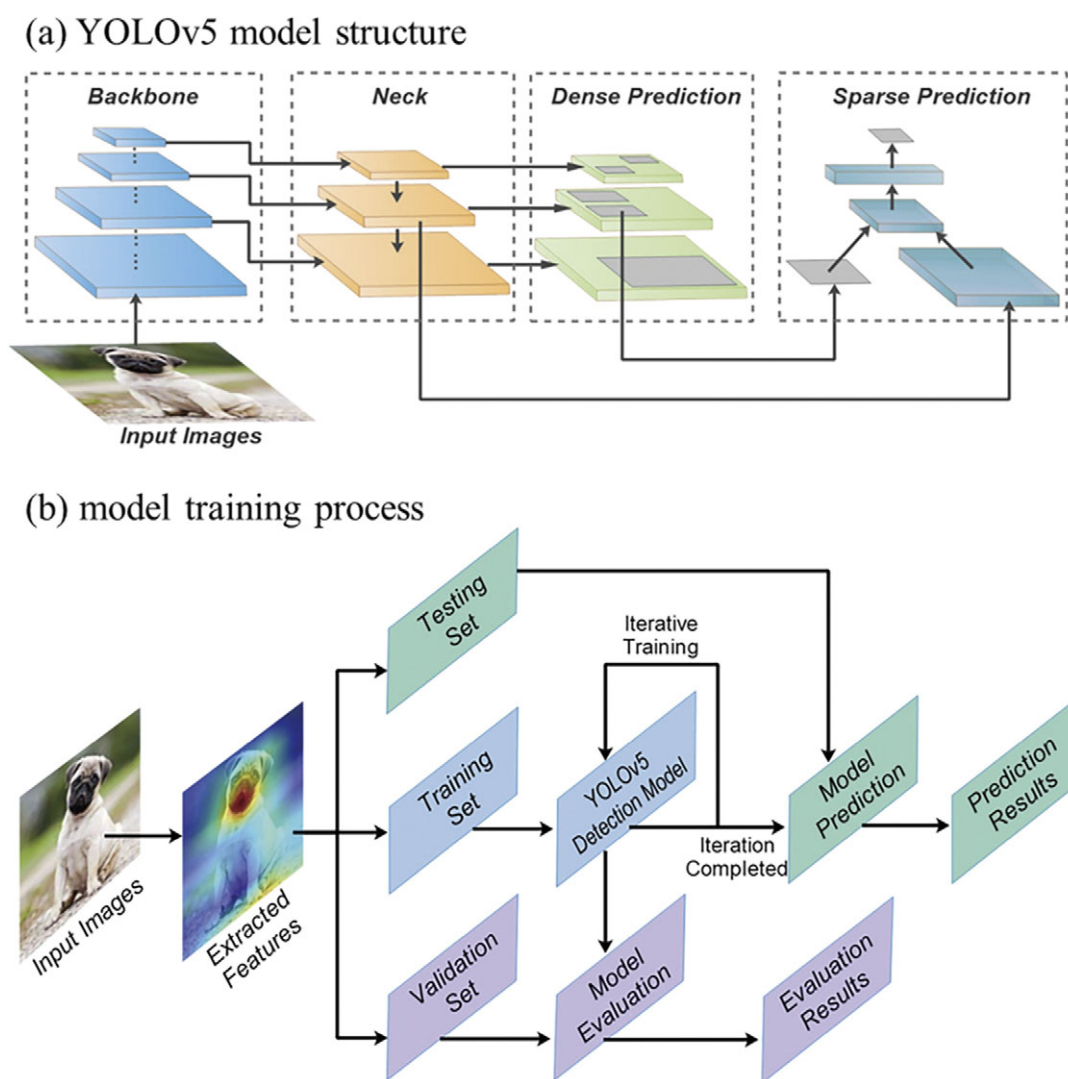 (a) YOLOv5 model structure
Backbone
Neck
Dense Prediction
Sparse Prediction
Input Images
(b) model training process
Testing
Set
Iterative
Training
Input Images
Extracted
Features
Training
Set
YOLOv5
Detection Model
Iteration
Completed
Model
Prediction
Prediction
Results
Validation
Set
Model
Evaluation
Evaluation
Results